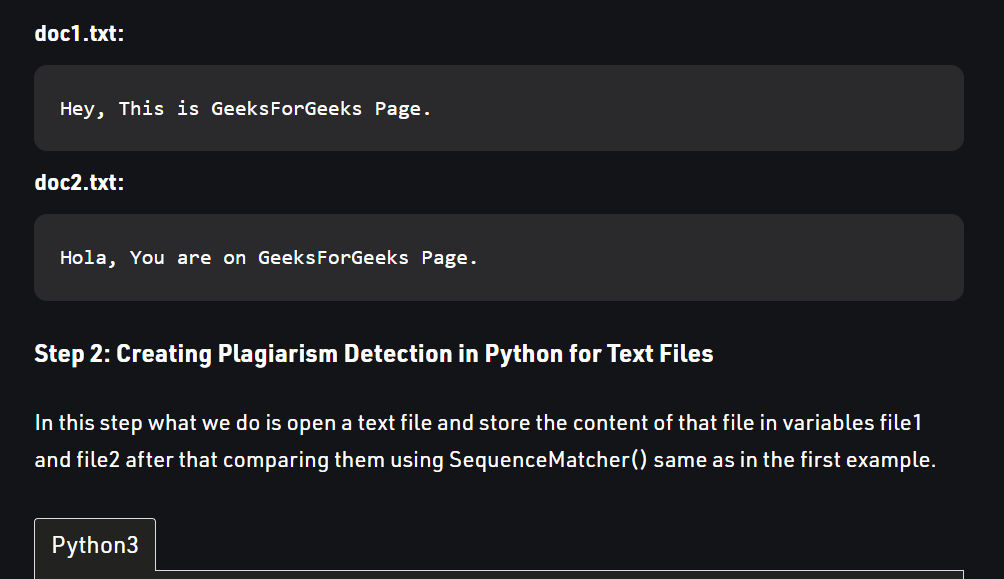 doc1.txt:
Hey, This is GeeksForGeeks Page.
doc2.txt:
Hola, You are on GeeksForGeeks Page.
Step 2: Creating Plagiarism Detection in Python for Text Files
In this step what we do is open a text file and store the content of that file in variables file1
and file2 after that comparing them using SequenceMatcher() same as in the first example.
Python3